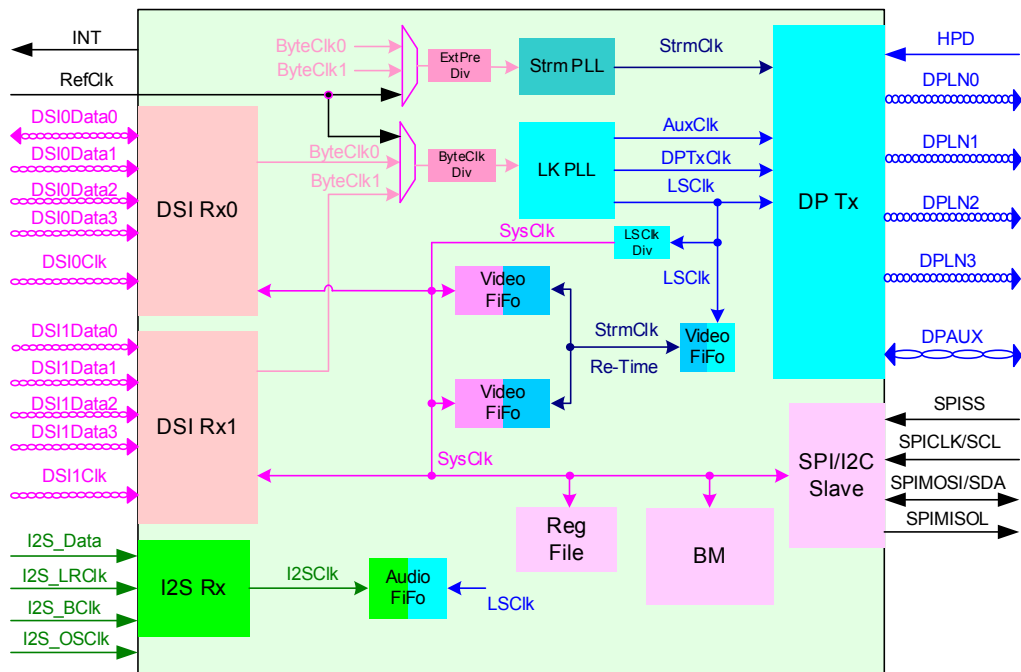 INT
RefClk
DSI0Data0
DSI0Data1
DSI0Data2
DSI0Data3
DSI0Clk
DSI1Data0
DSI1Data1
DSI1Data2
DSI1Data3
DSI1Clk
I2S_Data
I2S_LRClk
I2S_BClk
I2S_OSClk
DSI Rx0
DSI Rx1
I2S Rx
ByteClk0
ByteClk1
ExtPre
Div
Strm PLL
StrmClk
ByteClk0
ByteClk1
ByteClk
Div
LK PLL
AuxClk
DPTxClk
LSClk
SysClk
LSClk
Div
LSClk
Video
FiFo
StrmClk
Re-Time
Video
FiFo
Video
FiFo
SysClk
Reg
File
BM
I2SClk
Audio
FiFo
LSClk
DP Tx
SPI/I2C
Slave
HPD
DPLN0
DPLN1
DPLN2
DPLN3
DPAUX
SPISS
SPICLK/SCL
SPIMOSI/SDA
SPIMISOL